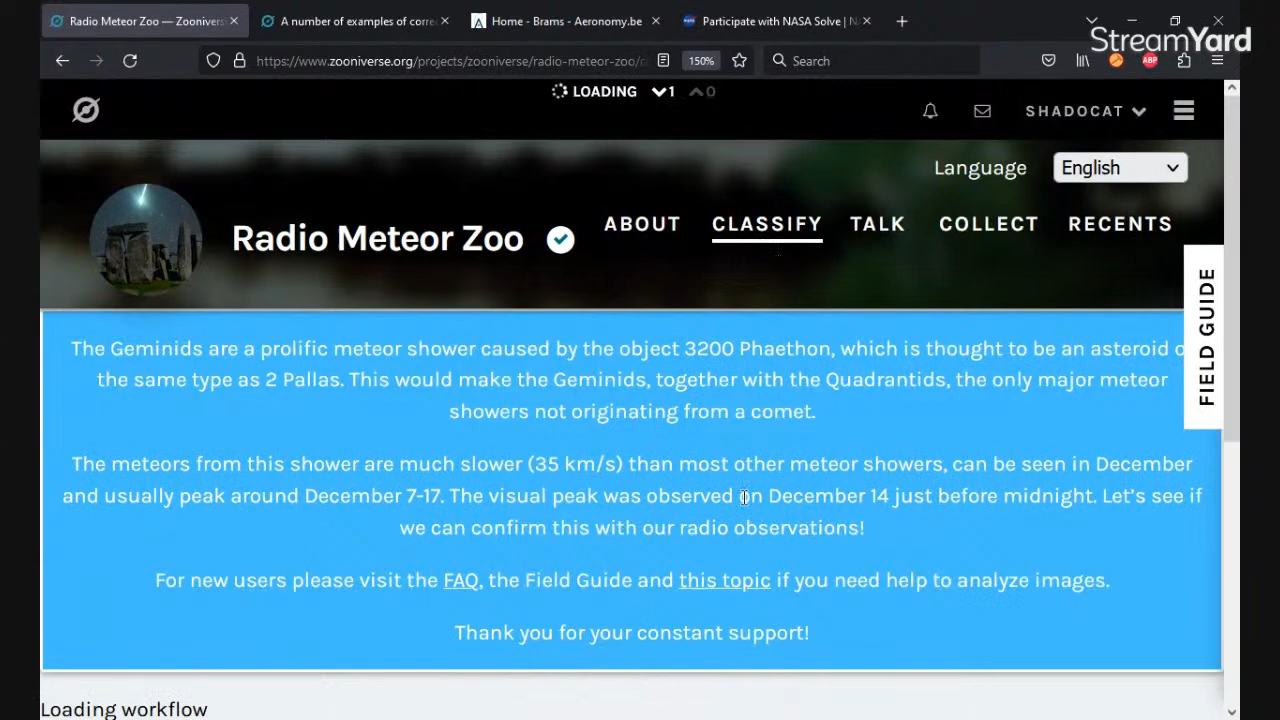 Radio Meteor Zoo — Zoonivers
A number of examples of corre
Home - Brams - Aeronomy.be
Participate with NASA Solve | N
StreamYard
https://www.zooniverse.org/projects/zooniverse/radio-meteor-zoo/
150%
Search
ABP
LOADING 1 0
SHADOCAT
Language English
Radio Meteor Zoo
ABOUT CLASSIFY TALK COLLECT RECENTS
FIELD GUIDE
The Geminids are a prolific meteor shower caused by the object 3200 Phaethon, which is thought to be an asteroid
the same type as 2 Pallas. This would make the Geminids, together with the Quadrantids, the only major meteor
showers not originating from a comet.
The meteors from this shower are much slower (35 km/s) than most other meteor showers, can be seen in December
and usually peak around December 7-17. The visual peak was observed on December 14 just before midnight. Let's see if
we can confirm this with our radio observations!
For new users please visit the FAQ, the Field Guide and this topic if you need help to analyze images.
Thank you for your constant support!
Loading workflow